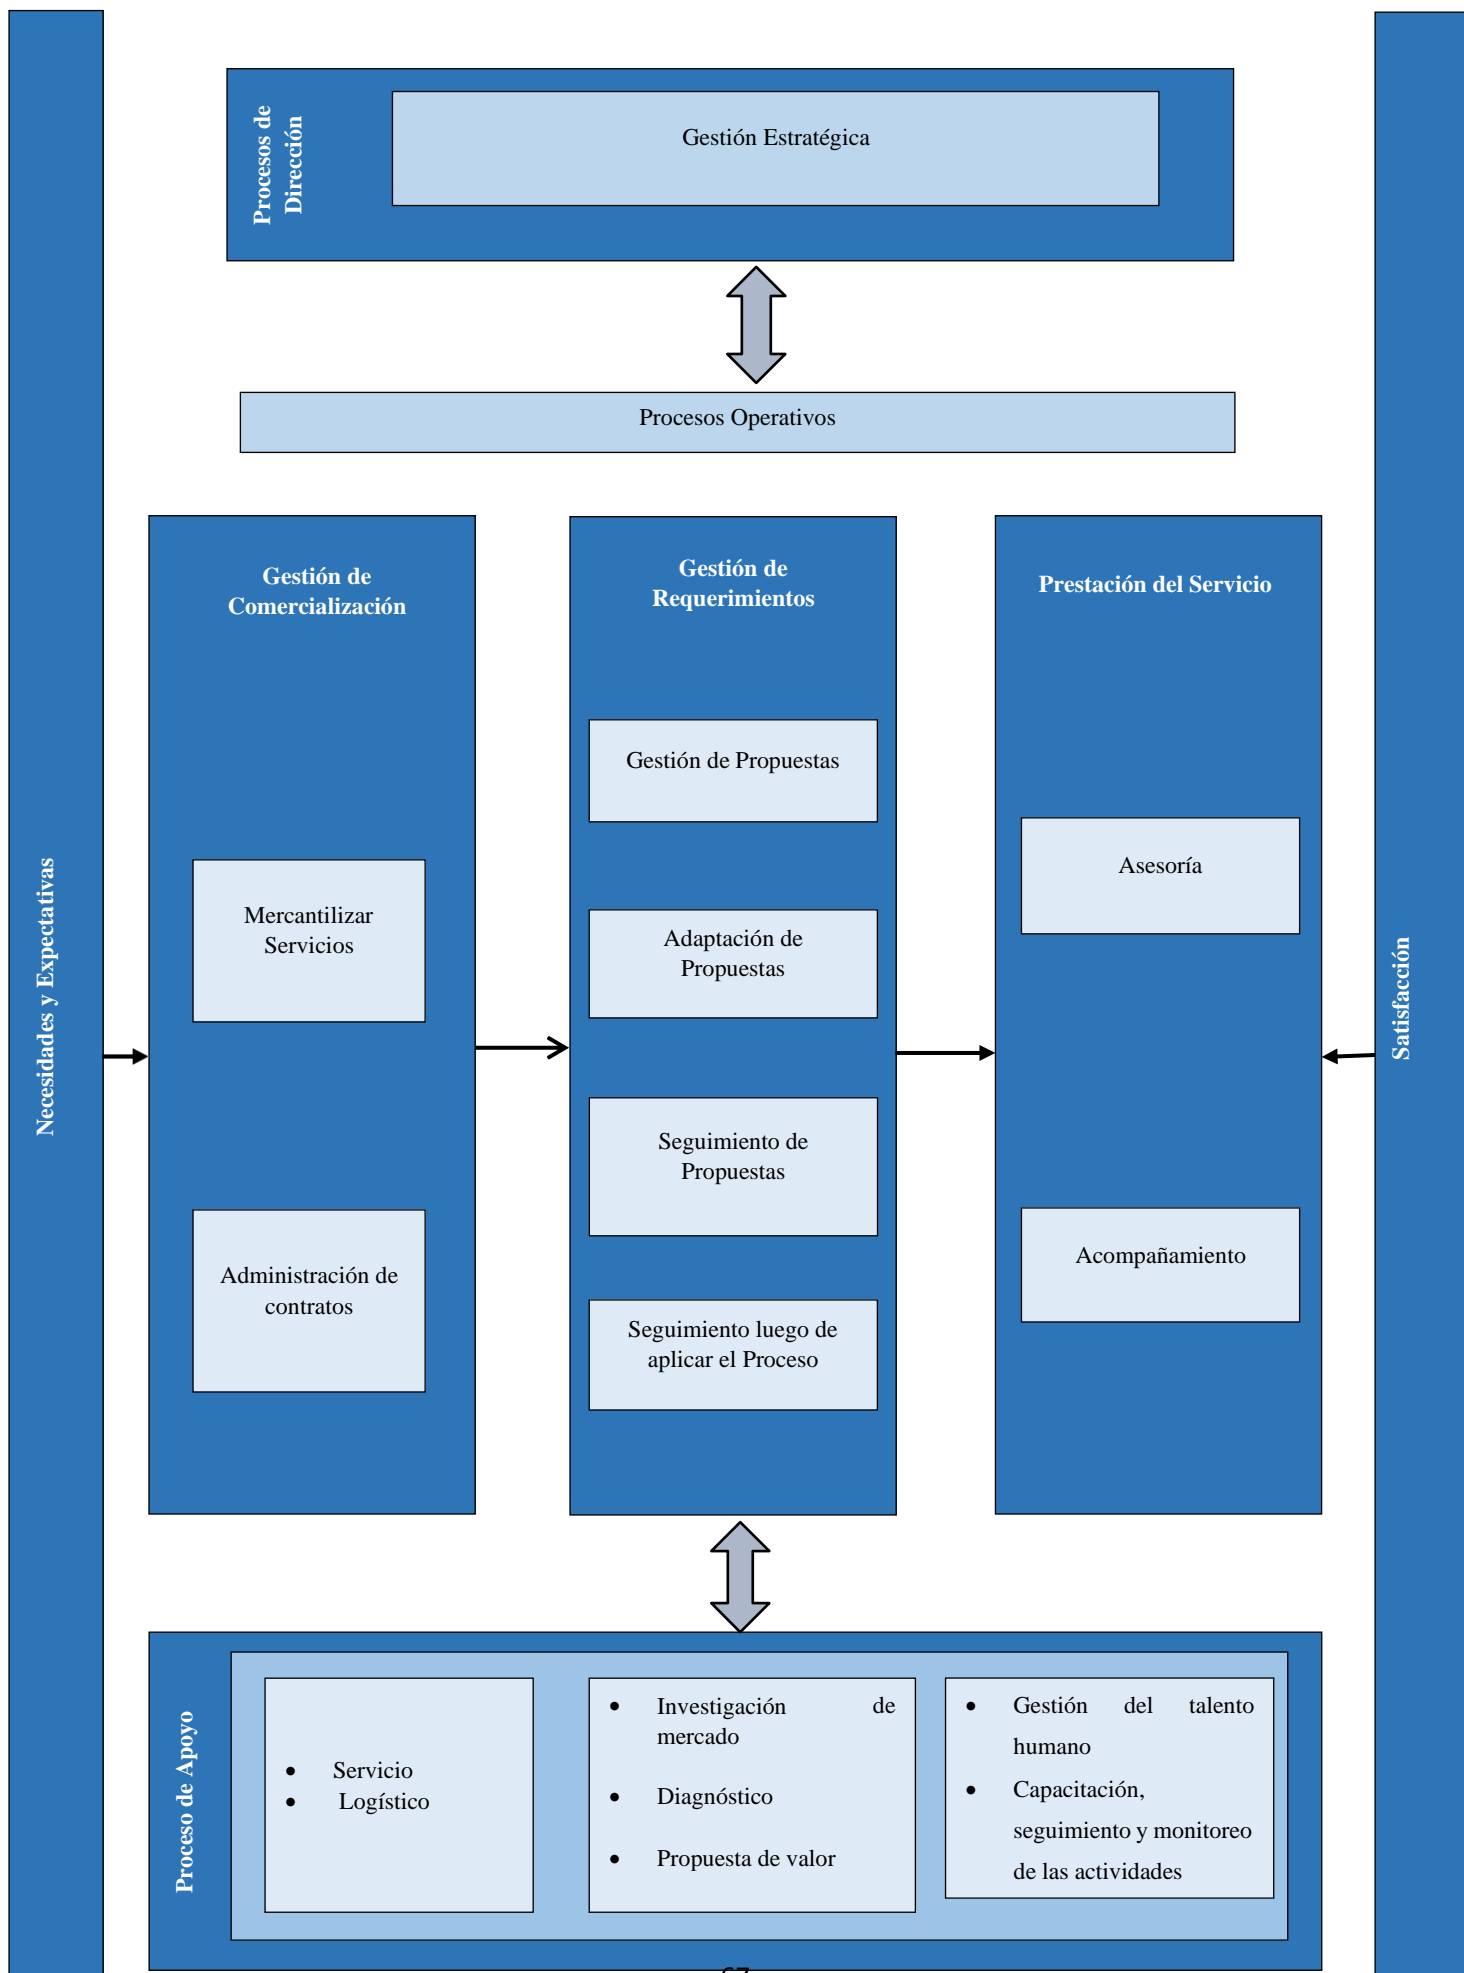 Procesos de
Dirección
Gestión Estratégica
Procesos Operativos
Necesidades y Expectativas
Gestión de
Comercialización
Mercantilizar
Servicios
Administración de
contratos
Gestión de
Requerimientos
Gestión de Propuestas
Adaptación de
Propuestas
Seguimiento de
Propuestas
Seguimiento luego de
aplicar el Proceso
Prestación del Servicio
Asesoría
Acompañamiento
Satisfacción
Proceso de Apoyo
• Servicio
• Logístico
• Investigación de
mercado
• Diagnóstico
• Propuesta de valor
• Gestión del talento
humano
• Capacitación,
seguimiento y monitoreo
de las actividades